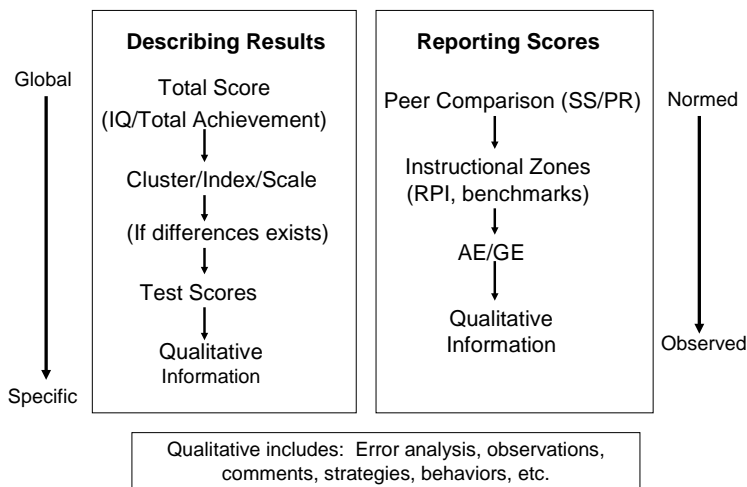 Describing Results
Reporting Scores
Global
Total Score
(IQ/Total Achievement)
Cluster/Index/Scale
(If differences exists)
Test Scores
Qualitative
Information
Specific
Peer Comparison (SS/PR)
Instructional Zones
(RPI, benchmarks)
AE/GE
Qualitative
Information
Normed
Observed
Qualitative includes: Error analysis, observations,
comments, strategies, behaviors, etc.